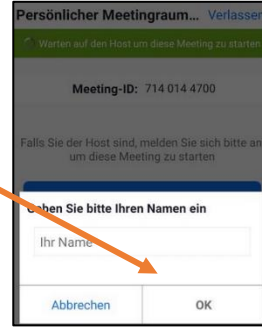 Persönlicher Meetingraum... Verlassen
Warten auf den Host um diese Meeting zu starten
Meeting-ID: 714 014 4700
Falls Sie der Host sind, melden Sie sich bitte an
um diese Meeting zu starten
Geben Sie bitte Ihren Namen ein
Ihr Name
Abbrechen OK